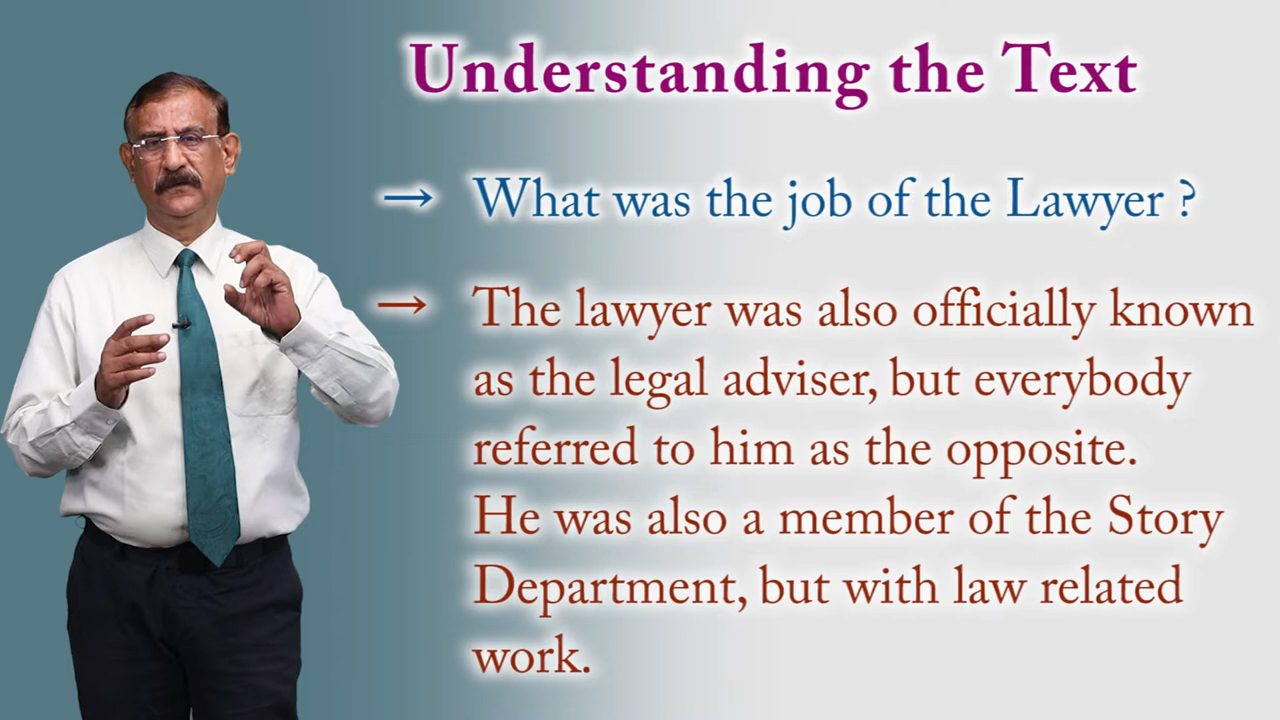 Understanding the Text
→ What was the job of the Lawyer ?
→ The lawyer was also officially known
as the legal adviser, but everybody
referred to him as the opposite.
He was also a member of the Story
Department, but with law related
work.